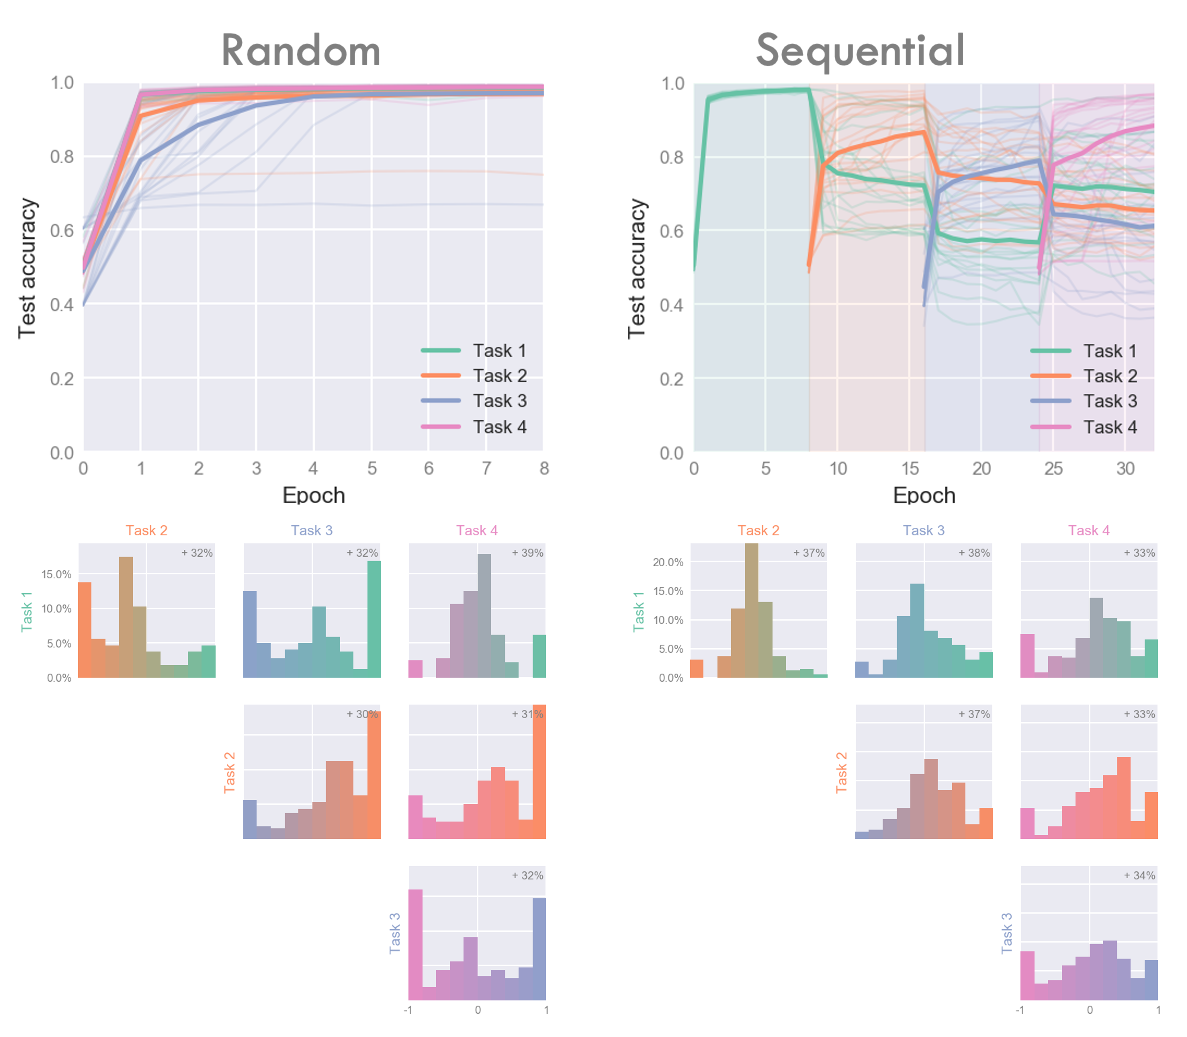 Random
Sequential
1.0
0.8
0.6
0.4
0.2
0.0
Test accuracy
Task 1
Task 2
Task 3
Task 4
0 1 2 3 4 5 6 7 8
Epoch
1.0
0.8
0.6
0.4
0.2
0.0
Test accuracy
Task 1
Task 2
Task 3
Task 4
0 5 10 15 20 25 30
Epoch
Task 2 Task 3 Task 4
Task 1
15.0%
10.0%
5.0%
0.0%
+ 32% + 32% + 39%
Task 2
+ 30% + 31%
Task 3
+ 32%
-1 0 1
Task 2 Task 3 Task 4
Task 1
20.0%
15.0%
10.0%
5.0%
0.0%
+ 37% + 38% + 33%
Task 2
+ 37% + 33%
Task 3
+ 34%
-1 0 1